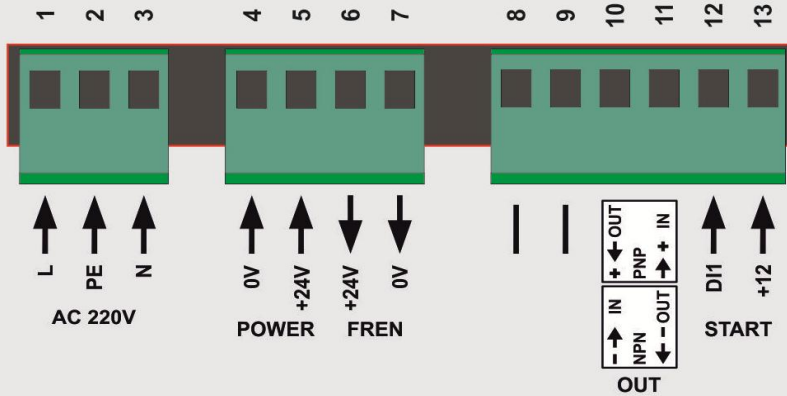 1 2 3 4 5 6 7 8 9 10 11 12 13
L PE N 0V +24V +24V 0V
+ ← OUT
PNP
→ + IN
- → IN
NPN
← - OUT
DI1 +12
AC 220V POWER FREN START
OUT